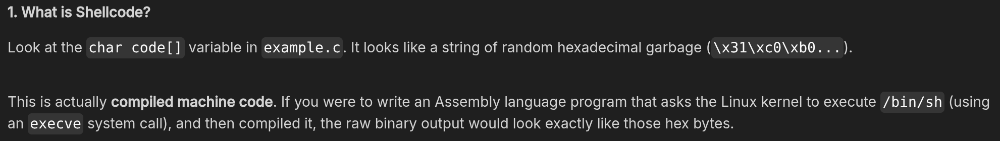 1. What is Shellcode?
Look at the char code[] variable in example.c. It looks like a string of random hexadecimal garbage (\x31\xc0\xb0...).
This is actually compiled machine code. If you were to write an Assembly language program that asks the Linux kernel to execute /bin/sh (using
an execve system call), and then compiled it, the raw binary output would look exactly like those hex bytes.